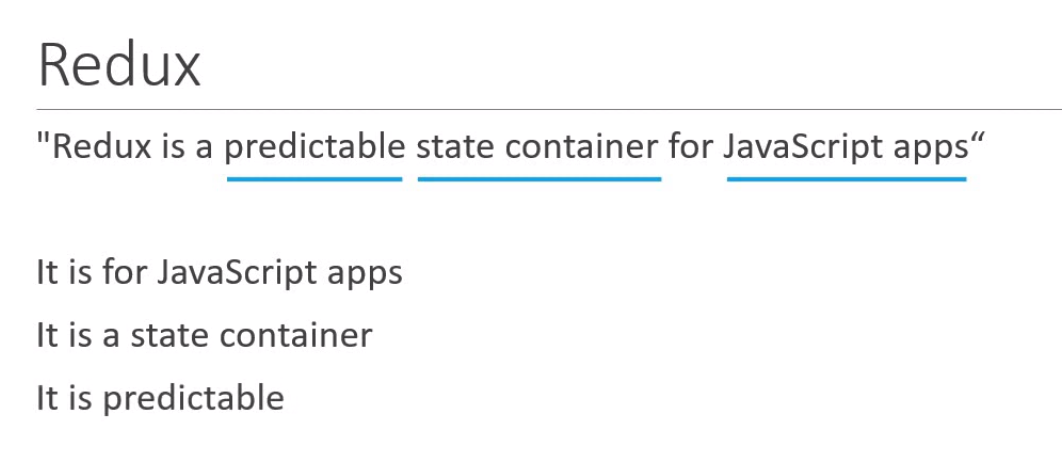 Redux
"Redux is a predictable state container for JavaScript apps“
It is for JavaScript apps
It is a state container
It is predictable